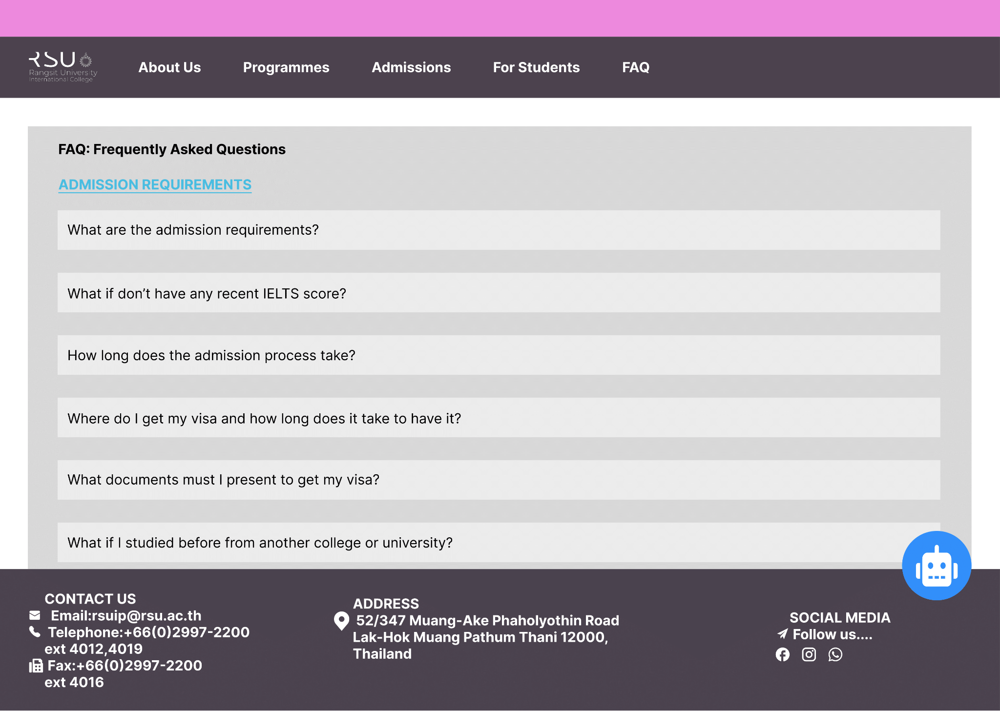 RSU
Rangsit University
International College
About Us
Programmes
Admissions
For Students
FAQ
FAQ: Frequently Asked Questions
ADMISSION REQUIREMENTS
What are the admission requirements?
What if don’t have any recent IELTS score?
How long does the admission process take?
Where do I get my visa and how long does it take to have it?
What documents must I present to get my visa?
What if I studied before from another college or university?
CONTACT US
Email:rsuip@rsu.ac.th
Telephone:+66(0)2997-2200
ext 4012,4019
Fax:+66(0)2997-2200
ext 4016
ADDRESS
52/347 Muang-Ake Phaholyothin Road
Lak-Hok Muang Pathum Thani 12000,
Thailand
SOCIAL MEDIA
Follow us....